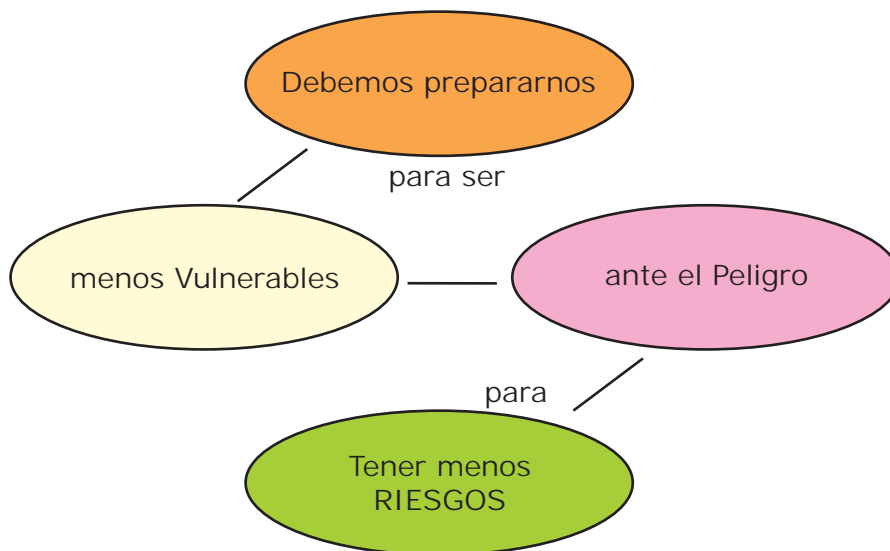 Debemos prepararnos
para ser
menos Vulnerables
ante el Peligro
para
Tener menos
RIESGOS